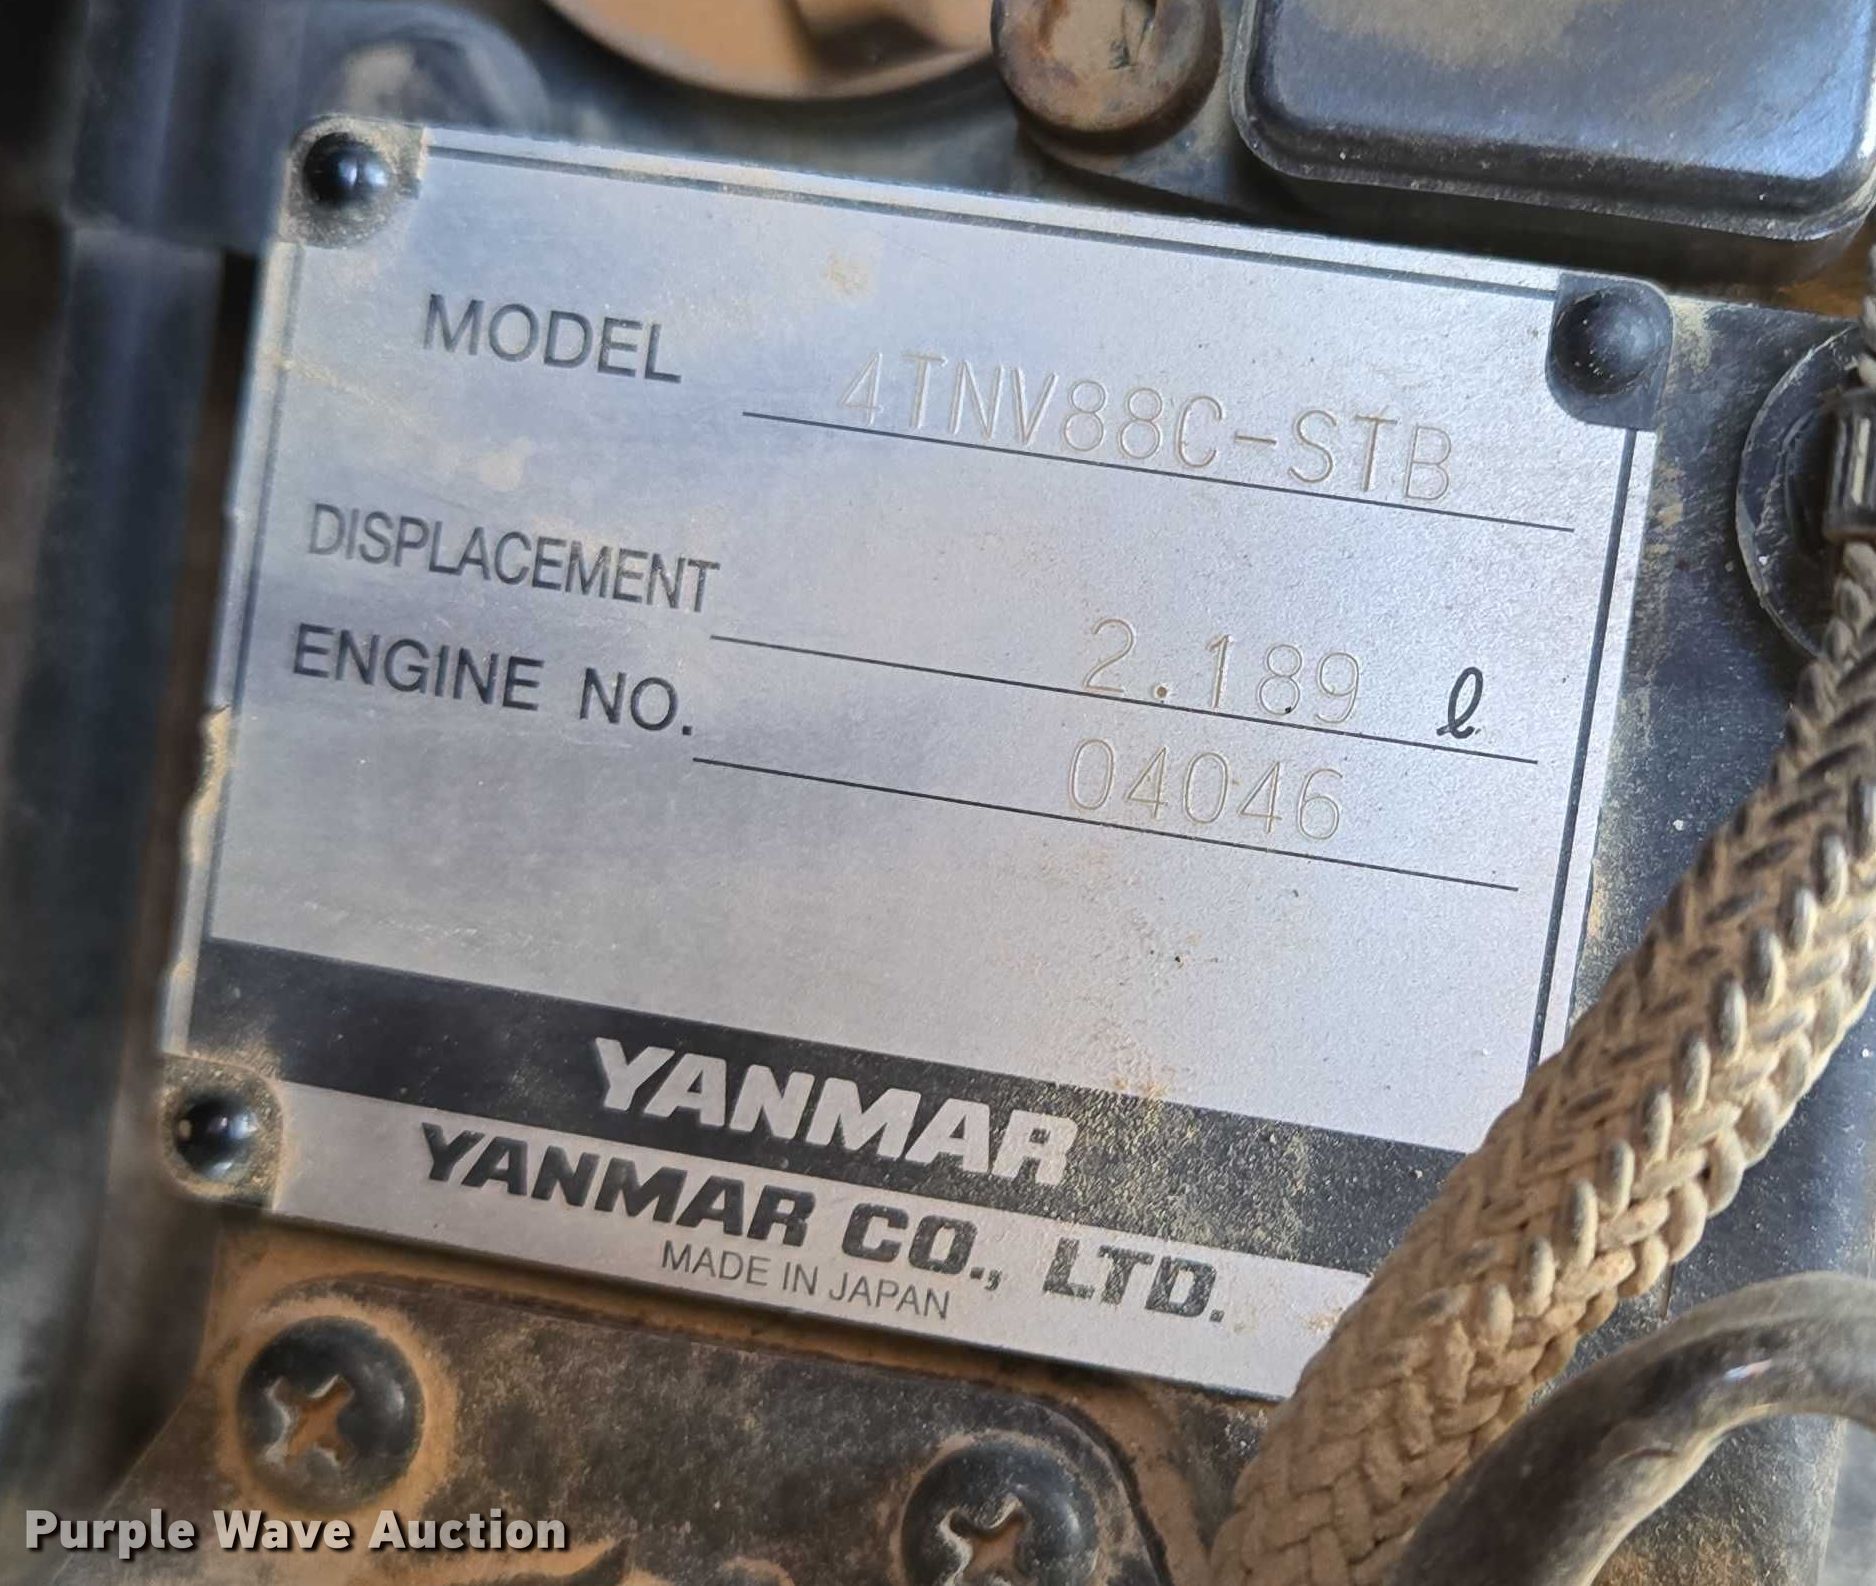 MODEL 4TNV88C-STB
DISPLACEMENT 2.189 ℓ
ENGINE NO. 04046
YANMAR
YANMAR CO., LTD.
MADE IN JAPAN
Purple Wave Auction